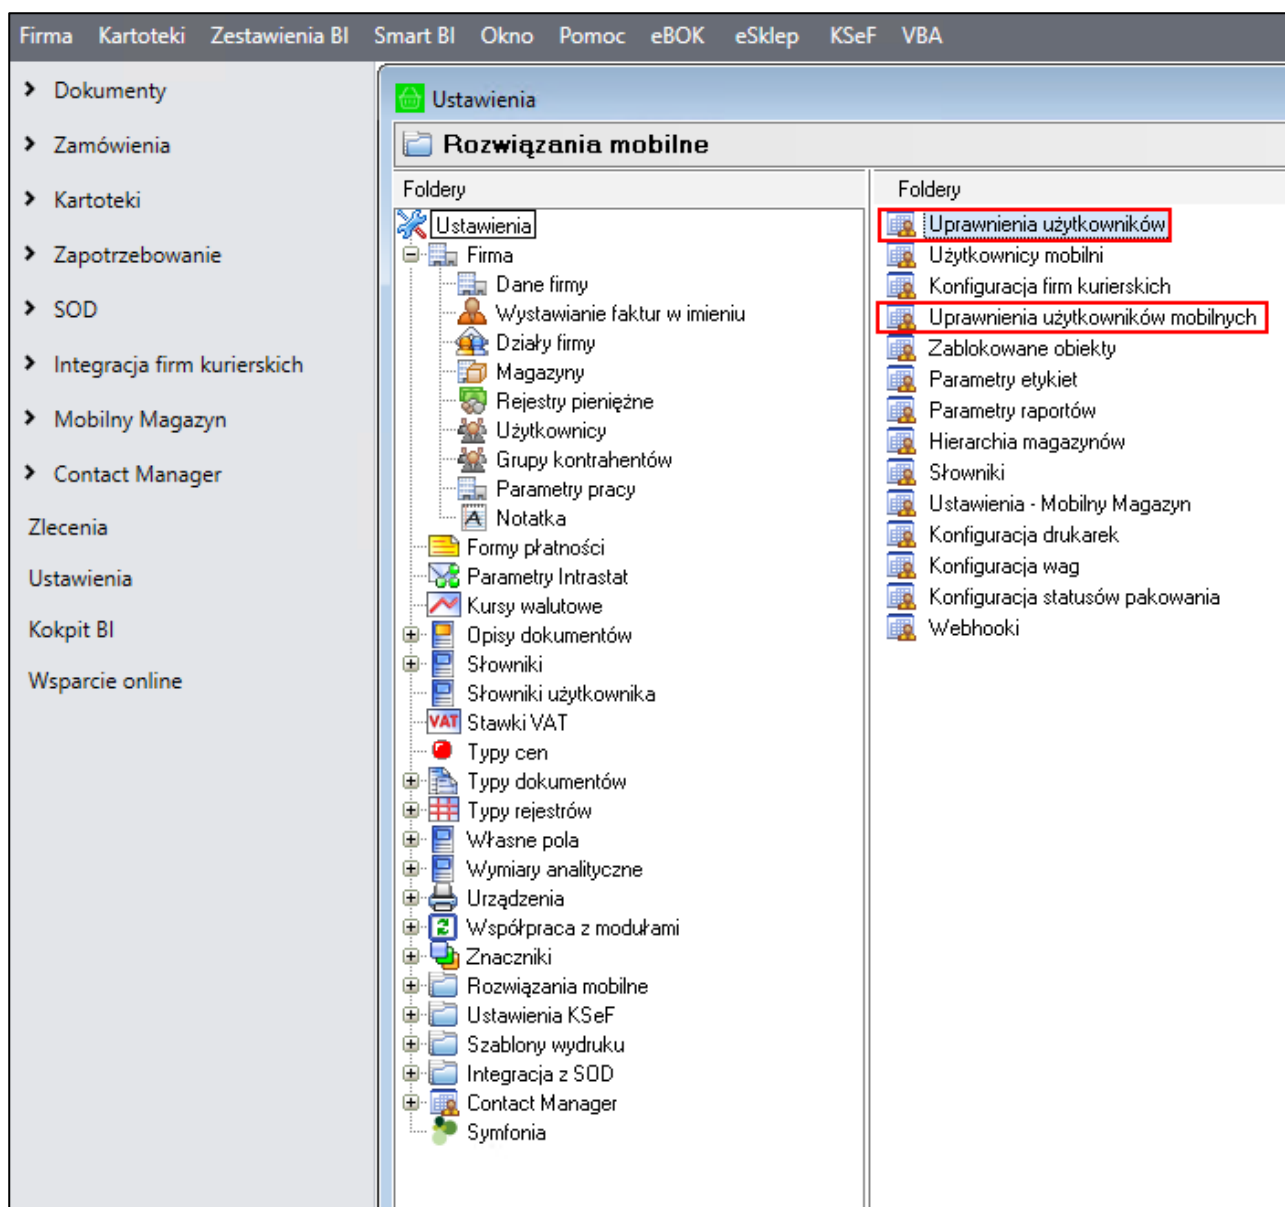 Firma Kartoteki Zestawienia BI Smart BI Okno Pomoc eBOK eSklep KSeF VBA
Dokumenty
Zamówienia
Kartoteki
Zapotrzebowanie
SOD
Integracja firm kurierskich
Mobilny Magazyn
Contact Manager
Zlecenia
Ustawienia
Kokpit BI
Wsparcie online
Ustawienia
Rozwiązania mobilne
Foldery
Ustawienia
Firma
Dane firmy
Wystawianie faktur w imieniu
Działy firmy
Magazyny
Rejestry pieniężne
Użytkownicy
Grupy kontrahentów
Parametry pracy
Notatka
Formy płatności
Parametry Intrastat
Kursy walutowe
Opisy dokumentów
Słowniki
Słowniki użytkownika
VAT Stawki VAT
Typy cen
Typy dokumentów
Typy rejestrów
Własne pola
Wymiary analityczne
Urządzenia
Współpraca z modułami
Znaczniki
Rozwiązania mobilne
Ustawienia KSeF
Szablony wydruku
Integracja z SOD
Contact Manager
Symfonia
Foldery
Uprawnienia użytkowników
Użytkownicy mobilni
Konfiguracja firm kurierskich
Uprawnienia użytkowników mobilnych
Zablokowane obiekty
Parametry etykiet
Parametry raportów
Hierarchia magazynów
Słowniki
Ustawienia - Mobilny Magazyn
Konfiguracja drukarek
Konfiguracja wag
Konfiguracja statusów pakowania
Webhooki